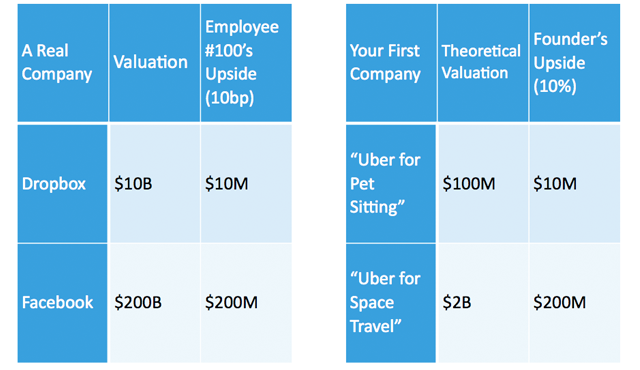 A Real
Company
Valuation
Employee
#100's
Upside
(10bp)
Dropbox
$10B
$10M
Facebook
$200B
$200M
Your First
Company
Theoretical
Valuation
Founder's
Upside
(10%)
“Uber for
Pet
Sitting”
$100M
$10M
“Uber for
Space
Travel”
$2B
$200M